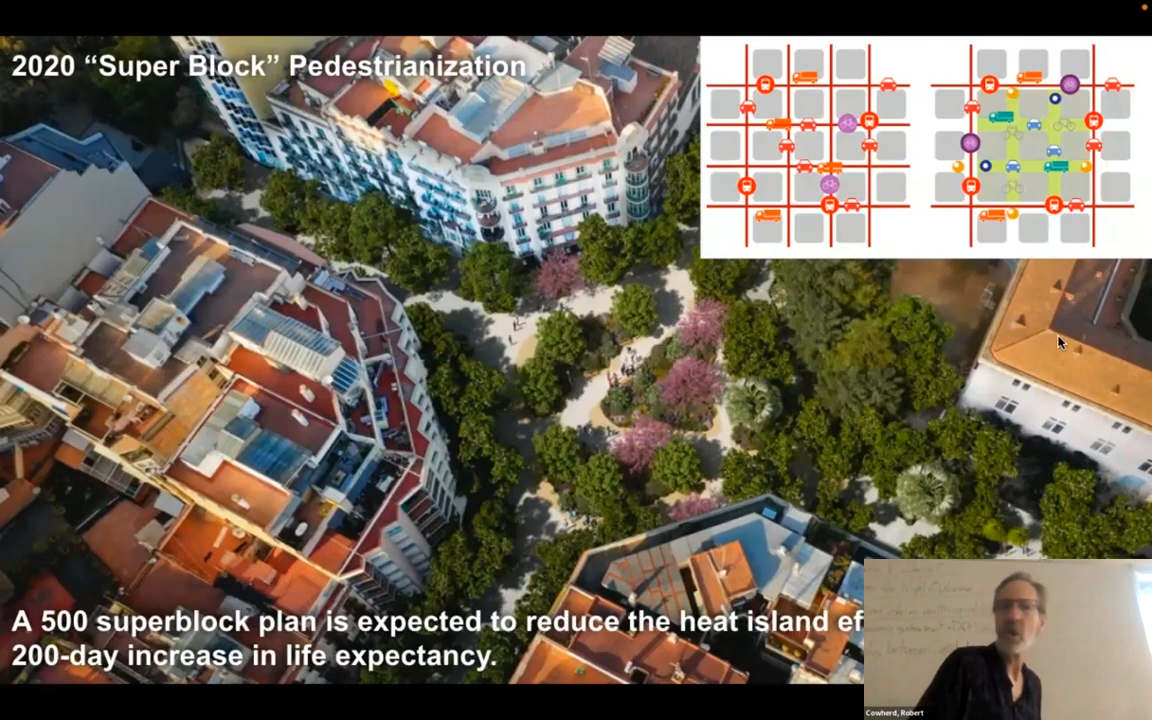 2020 “Super Block” Pedestrianization
A 500 superblock plan is expected to reduce the heat island ef
200-day increase in life expectancy.
Cowherd, Robert